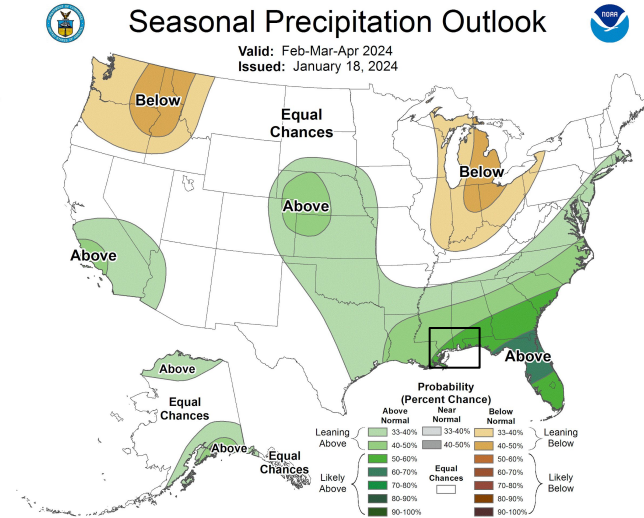 Seasonal Precipitation Outlook
NOAA
Valid: Feb-Mar-Apr 2024
Issued: January 18, 2024
Below
Equal
Chances
Below
Above
Above
Above
Above
Equal
Chances
Above
Equal
Chances
Probability
(Percent Chance)
Above
Normal
Near
Normal
Below
Normal
Leaning
Above
33-40%
40-50%
50-60%
60-70%
70-80%
80-90%
90-100%
Likely
Above
33-40%
40-50%
Equal
Chances
33-40%
40-50%
50-60%
60-70%
70-80%
80-90%
90-100%
Leaning
Below
Likely
Below